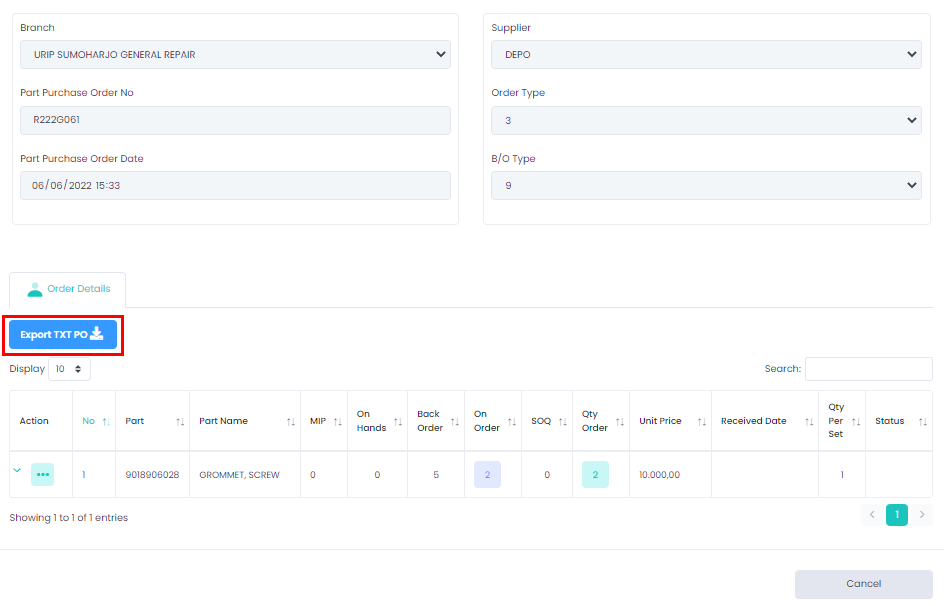 Branch
URIP SUMOHARJO GENERAL REPAIR
Part Purchase Order No
R222G061
Part Purchase Order Date
06/06/2022 15:33
Supplier
DEPO
Order Type
3
B/O Type
9
Order Details
Export TXT PO
Display 10
Search:
Action No Part Part Name MIP On Hands Back Order On Order SOQ Qty Order Unit Price Received Date Qty Per Set Status
1 9018906028 GROMMET, SCREW 0 0 5 2 0 2 10.000,00 1
Showing 1 to 1 of 1 entries
1
Cancel